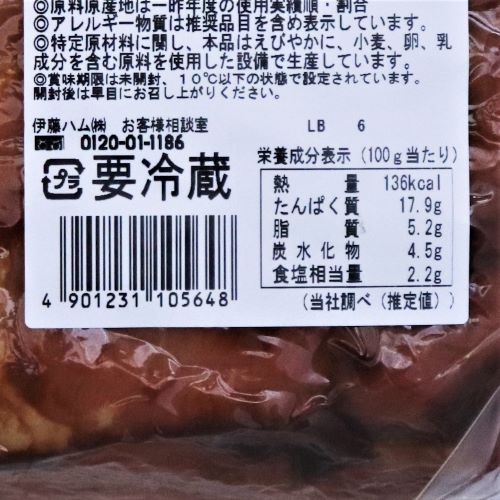 ◎原料原産地は一昨年度の使用実績順・割合
◎アレルギー物質は推奨品目を含め表示しています。
◎特定原材料に関し、本品はえびやかに、小麦、卵、乳
成分を含む原料を使用した設備で生産しています。
◎賞味期限は未開封、10℃以下の状態で設定されています。
開封後は早目にお召し上がりください。
伊藤ハム㈱ お客様相談室
0120-01-1186
LB 6
プラ 要冷蔵
4 901231 105648
栄養成分表示(100g当たり)
熱量 136kcal
たんぱく質 17.9g
脂質 5.2g
炭水化物 4.5g
食塩相当量 2.2g
(当社調べ(推定値))